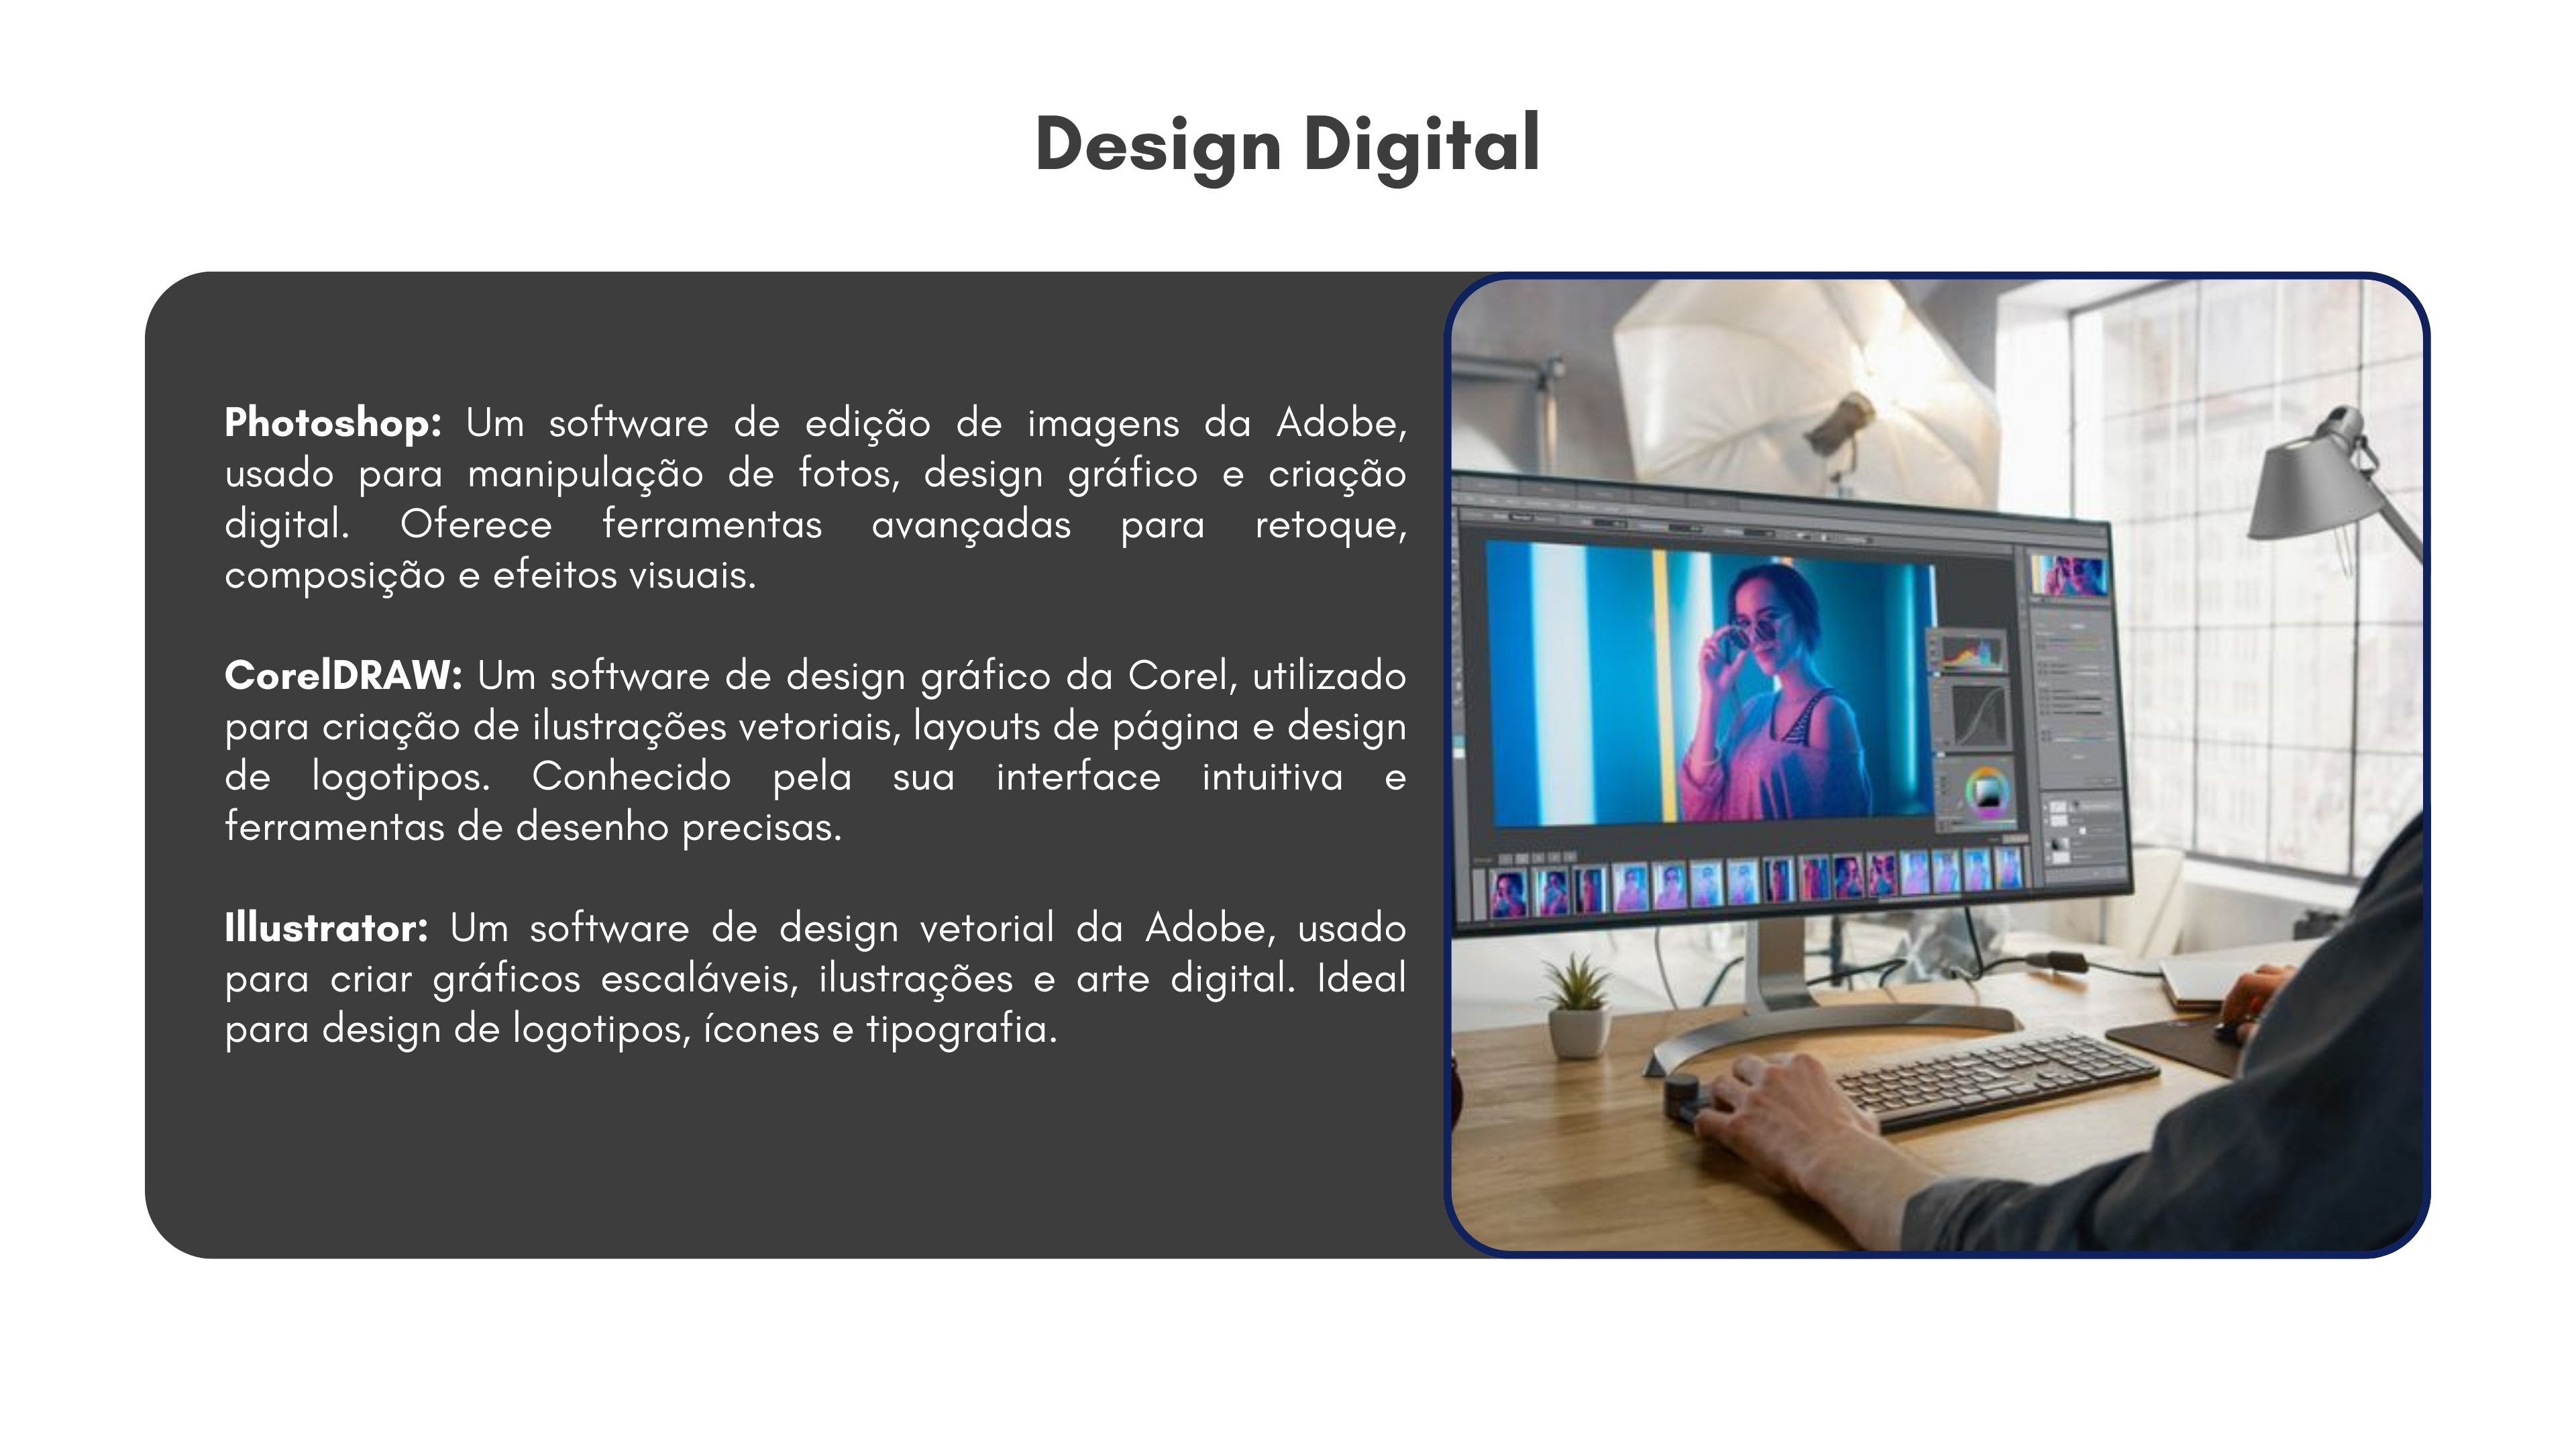 Design Digital
Photoshop: Um software de edição de imagens da Adobe,
usado para manipulação de fotos, design gráfico e criação
digital. Oferece ferramentas avançadas para retoque,
composição e efeitos visuais.
CorelDRAW: Um software de design gráfico da Corel, utilizado
para criação de ilustrações vetoriais, layouts de página e design
de logotipos. Conhecido pela sua interface intuitiva e
ferramentas de desenho precisas.
Illustrator: Um software de design vetorial da Adobe, usado
para criar gráficos escaláveis, ilustrações e arte digital. Ideal
para design de logotipos, ícones e tipografia.